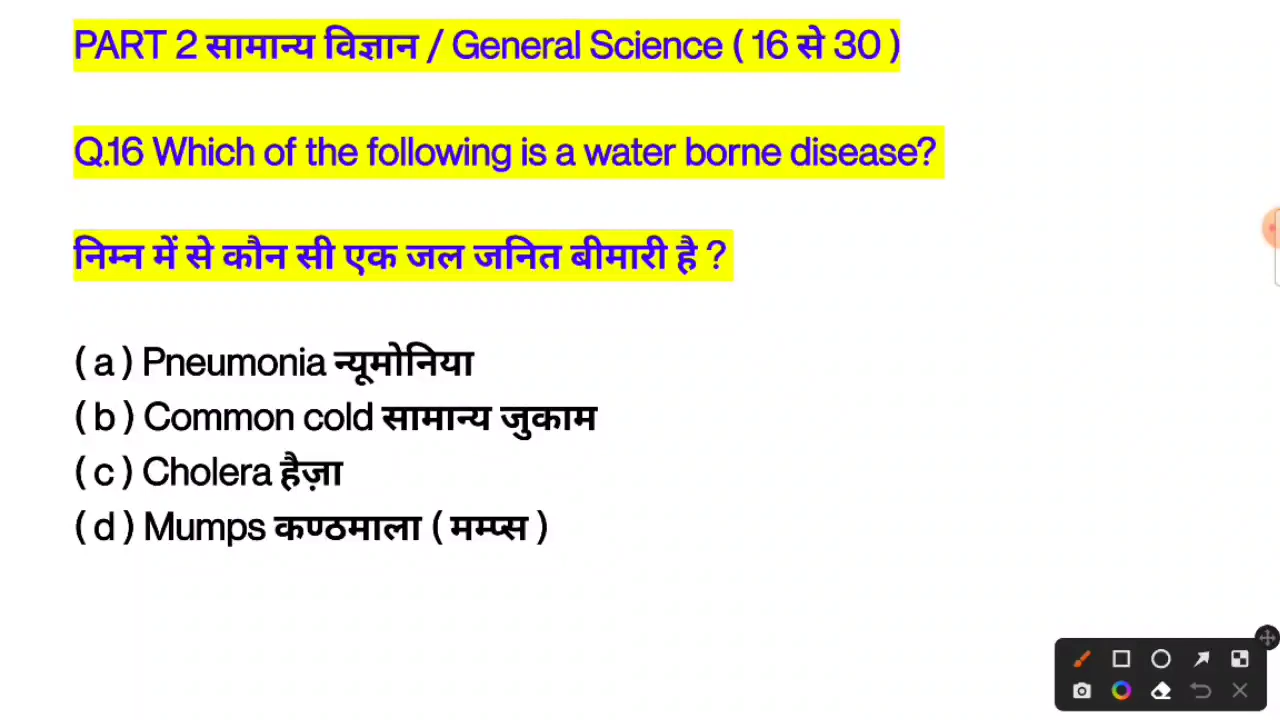 PART 2 सामान्य विज्ञान / General Science ( 16 से 30 )
Q.16 Which of the following is a water borne disease?
निम्न में से कौन सी एक जल जनित बीमारी है ?
( a ) Pneumonia न्यूमोनिया
( b ) Common cold सामान्य जुकाम
( c ) Cholera हैज़ा
( d ) Mumps कण्ठमाला ( मम्प्स )